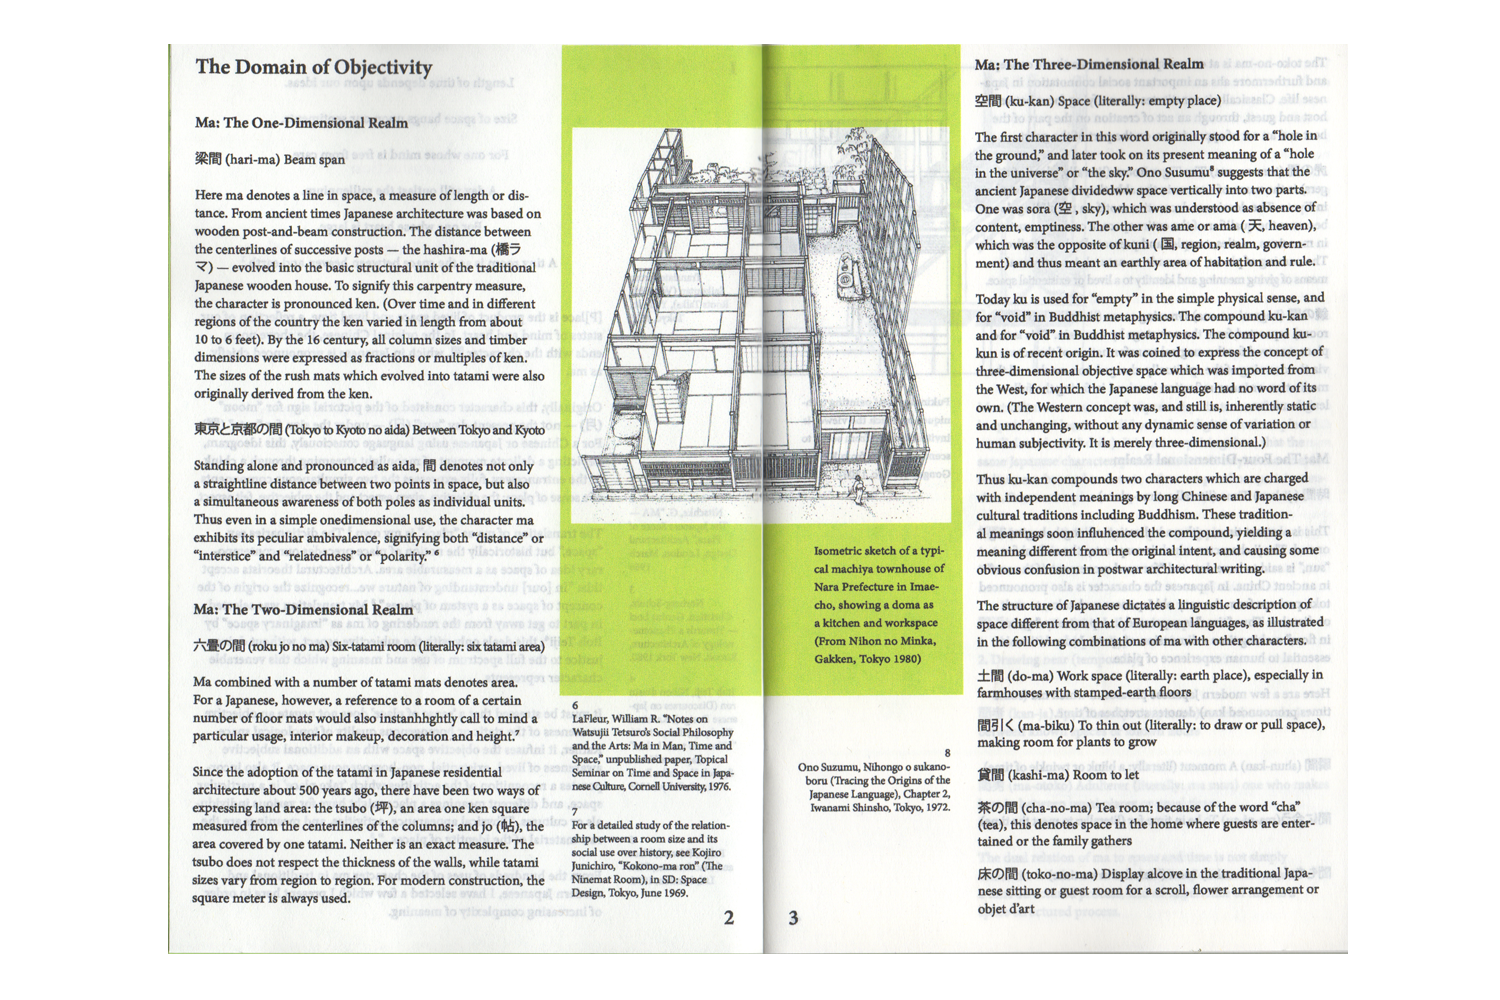 The Domain of Objectivity
Ma: The One-Dimensional Realm
梁間 (hari-ma) Beam span
Here ma denotes a line in space, a measure of length or dis-
tance. From ancient times Japanese architecture was based on
wooden post-and-beam construction. The distance between
the centerlines of successive posts — the hashira-ma (橋ラ
マ) — evolved into the basic structural unit of the traditional
Japanese wooden house. To signify this carpentry measure,
the character is pronounced ken. (Over time and in different
regions of the country the ken varied in length from about
10 to 6 feet). By the 16 century, all column sizes and timber
dimensions were expressed as fractions or multiples of ken.
The sizes of the rush mats which evolved into tatami were also
originally derived from the ken.
東京と京都の間 (Tokyo to Kyoto no aida) Between Tokyo and Kyoto
Standing alone and pronounced as aida, 間 denotes not only
a straightline distance between two points in space, but also
a simultaneous awareness of both poles as individual units.
Thus even in a simple onedimensional use, the character ma
exhibits its peculiar ambivalence, signifying both “distance” or
“interstice” and “relatedness” or “polarity.” 6
Ma: The Two-Dimensional Realm
六畳の間 (roku jo no ma) Six-tatami room (literally: six tatami area)
Ma combined with a number of tatami mats denotes area.
For a Japanese, however, a reference to a room of a certain
number of floor mats would also instanhhghtly call to mind a
particular usage, interior makeup, decoration and height.7
Since the adoption of the tatami in Japanese residential
architecture about 500 years ago, there have been two ways of
expressing land area: the tsubo (坪), an area one ken square
measured from the centerlines of the columns; and jo (帖), the
area covered by one tatami. Neither is an exact measure. The
tsubo does not respect the thickness of the walls, while tatami
sizes vary from region to region. For modern construction, the
square meter is always used.
6
LaFleur, William R. “Notes on
Watsujii Tetsuro’s Social Philosophy
and the Arts: Ma in Man, Time and
Space,” unpublished paper, Topical
Seminar on Time and Space in Japa-
nese Culture, Cornell University, 1976.
7
For a detailed study of the relation-
ship between a room size and its
social use over history, see Kojiro
Junichiro, “Kokono-ma ron” (The
Ninemat Room), in SD: Space
Design, Tokyo, June 1969.
2
Isometric sketch of a typi-
cal machiya townhouse of
Nara Prefecture in Imae-
cho, showing a doma as
a kitchen and workspace
(From Nihon no Minka,
Gakken, Tokyo 1980)
8
Ono Suzumu, Nihongo o sukano-
boru (Tracing the Origins of the
Japanese Language), Chapter 2,
Iwanami Shinsho, Tokyo, 1972.
3
Ma: The Three-Dimensional Realm
空間 (ku-kan) Space (literally: empty place)
The first character in this word originally stood for a “hole in
the ground,” and later took on its present meaning of a “hole
in the universe” or “the sky.” Ono Susumu8 suggests that the
ancient Japanese dividedww space vertically into two parts.
One was sora (空 , sky), which was understood as absence of
content, emptiness. The other was ame or ama ( 天, heaven),
which was the opposite of kuni ( 国, region, realm, govern-
ment) and thus meant an earthly area of habitation and rule.
Today ku is used for “empty” in the simple physical sense, and
for “void” in Buddhist metaphysics. The compound ku-kan
and for “void” in Buddhist metaphysics. The compound ku-
kun is of recent origin. It was coined to express the concept of
three-dimensional objective space which was imported from
the West, for which the Japanese language had no word of its
own. (The Western concept was, and still is, inherently static
and unchanging, without any dynamic sense of variation or
human subjectivity. It is merely three-dimensional.)
Thus ku-kan compounds two characters which are charged
with independent meanings by long Chinese and Japanese
cultural traditions including Buddhism. These tradition-
al meanings soon influhenced the compound, yielding a
meaning different from the original intent, and causing some
obvious confusion in postwar architectural writing.
The structure of Japanese dictates a linguistic description of
space different from that of European languages, as illustrated
in the following combinations of ma with other characters.
土間 (do-ma) Work space (literally: earth place), especially in
farmhouses with stamped-earth floors
間引く (ma-biku) To thin out (literally: to draw or pull space),
making room for plants to grow
貸間 (kashi-ma) Room to let
茶の間 (cha-no-ma) Tea room; because of the word “cha”
(tea), this denotes space in the home where guests are enter-
tained or the family gathers
床の間 (toko-no-ma) Display alcove in the traditional Japa-
nese sitting or guest room for a scroll, flower arrangement or
objet d’art